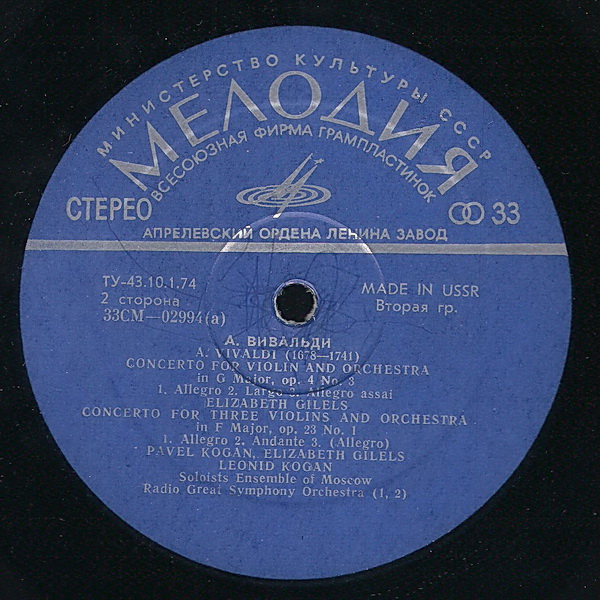 МИНИСТЕРСТВО КУЛЬТУРЫ СССР
МЕЛОДИЯ
ВСЕСОЮЗНАЯ ФИРМА ГРАМПЛАСТИНОК
СТЕРЕО 33
АПРЕЛЕВСКИЙ ОРДЕНА ЛЕНИНА ЗАВОД
ТУ-43.10.1.74 MADE IN USSR
2 сторона Вторая гр.
33СМ—02994(а)
А. ВИВАЛЬДИ
A. VIVALDI (1678—1741)
CONCERTO FOR VIOLIN AND ORCHESTRA
in G Major, op. 4 No. 3
1. Allegro 2. Largo 3. Allegro assai
ELIZABETH GILELS
CONCERTO FOR THREE VIOLINS AND ORCHESTRA
in F Major, op. 23 No. 1
1. Allegro 2. Andante 3. (Allegro)
PAVEL KOGAN, ELIZABETH GILELS
LEONID KOGAN
Soloists Ensemble of Moscow
Radio Great Symphony Orchestra (1, 2)